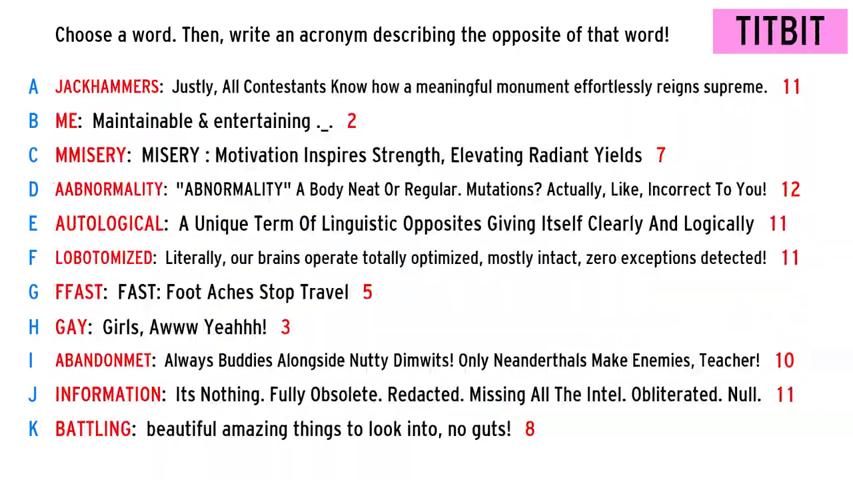 Choose a word. Then, write an acronym describing the opposite of that word!
TITBIT
A JACKHAMMERS: Justly, All Contestants Know how a meaningful monument effortlessly reigns supreme. 11
B ME: Maintainable & entertaining ._. 2
C MMISERY: MISERY : Motivation Inspires Strength, Elevating Radiant Yields 7
D AABNORMALITY: "ABNORMALITY" A Body Neat Or Regular. Mutations? Actually, Like, Incorrect To You! 12
E AUTOLOGICAL: A Unique Term Of Linguistic Opposites Giving Itself Clearly And Logically 11
F LOBOTOMIZED: Literally, our brains operate totally optimized, mostly intact, zero exceptions detected! 11
G FFAST: FAST: Foot Aches Stop Travel 5
H GAY: Girls, Awww Yeahhh! 3
I ABANDONMET: Always Buddies Alongside Nutty Dimwits! Only Neanderthals Make Enemies, Teacher! 10
J INFORMATION: Its Nothing. Fully Obsolete. Redacted. Missing All The Intel. Obliterated. Null. 11
K BATTLING: beautiful amazing things to look into, no guts! 8